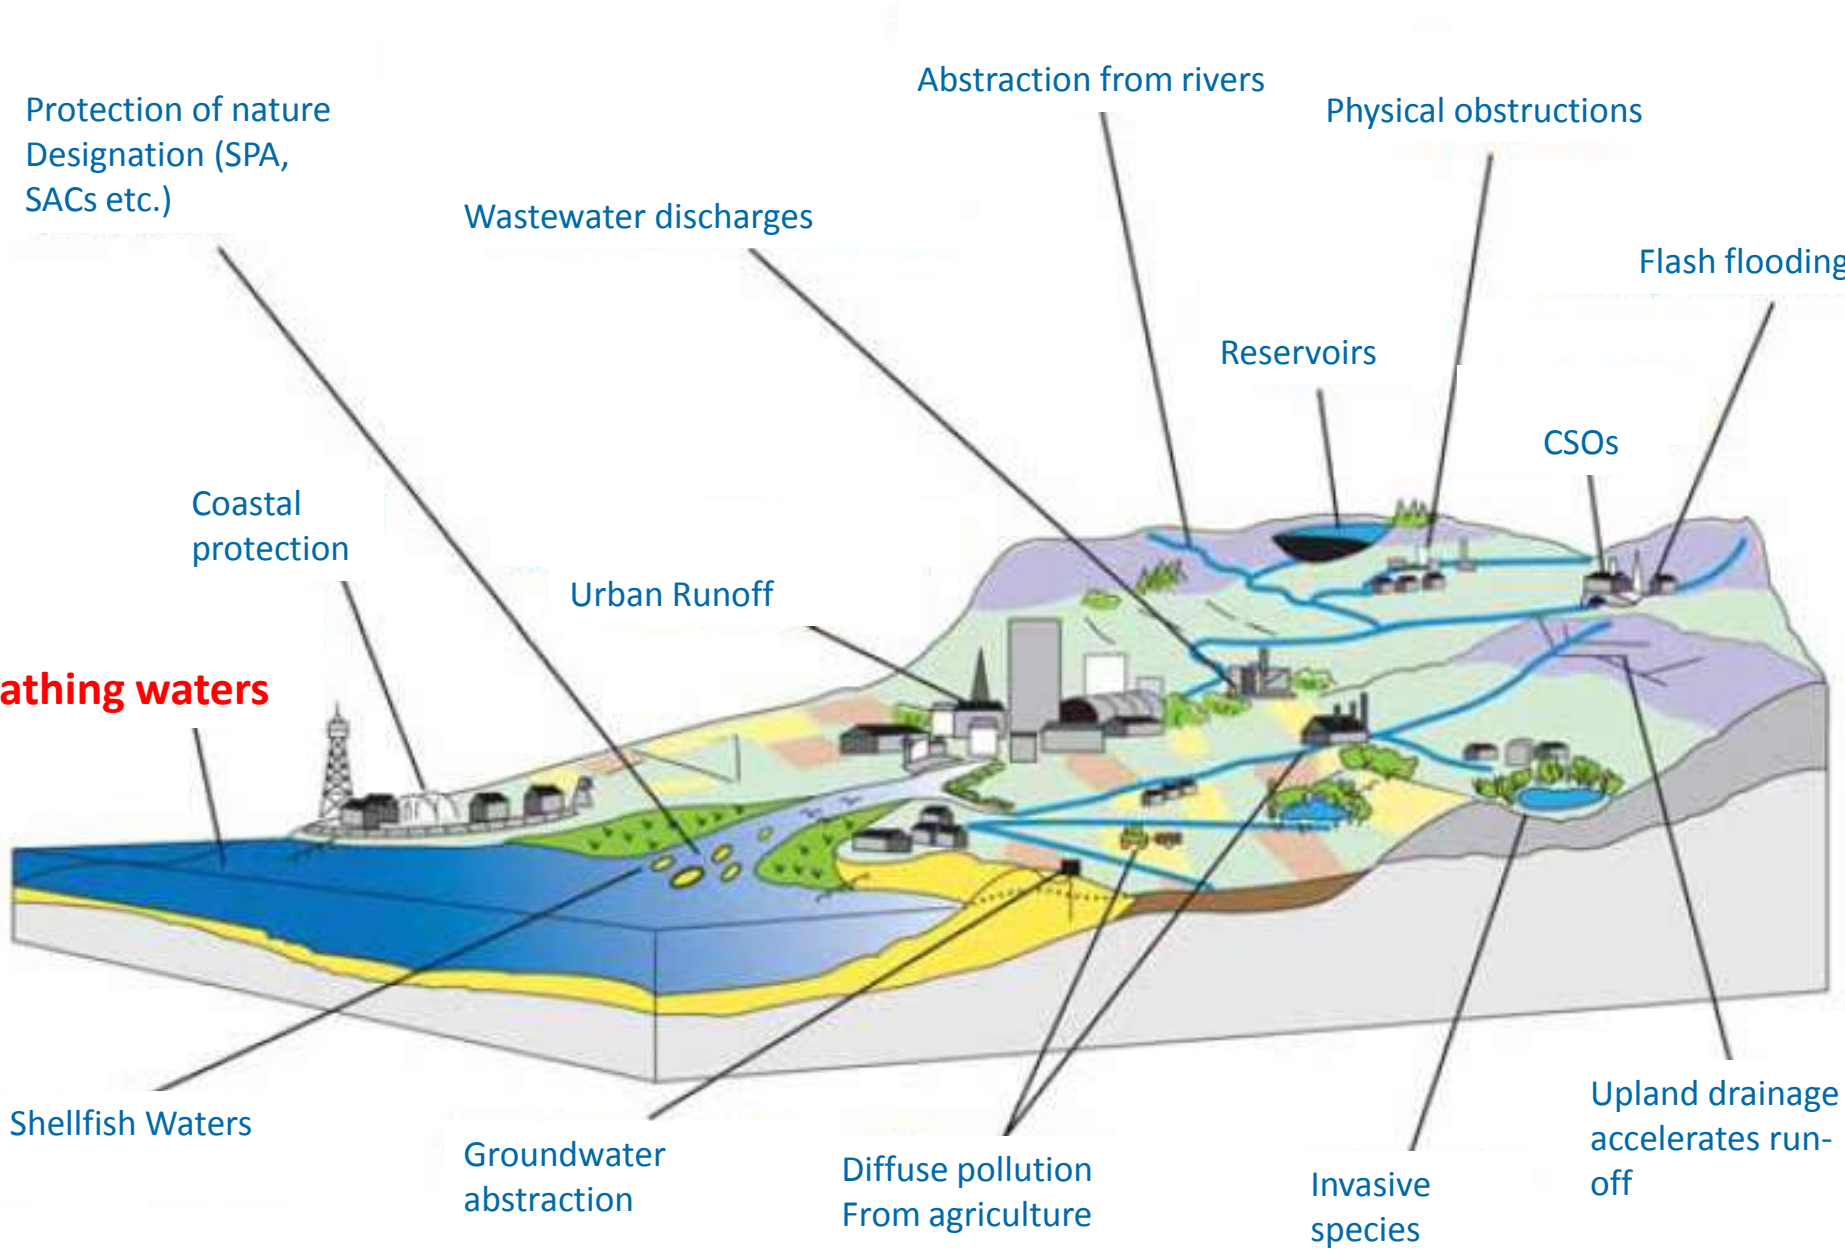 Abstraction from rivers
Physical obstructions
Protection of nature
Designation (SPA,
SACs etc.)
Wastewater discharges
Flash flooding
Reservoirs
CSOs
Coastal
protection
Urban Runoff
athing waters
Shellfish Waters
Groundwater
abstraction
Diffuse pollution
From agriculture
Invasive
species
Upland drainage
accelerates run-
off